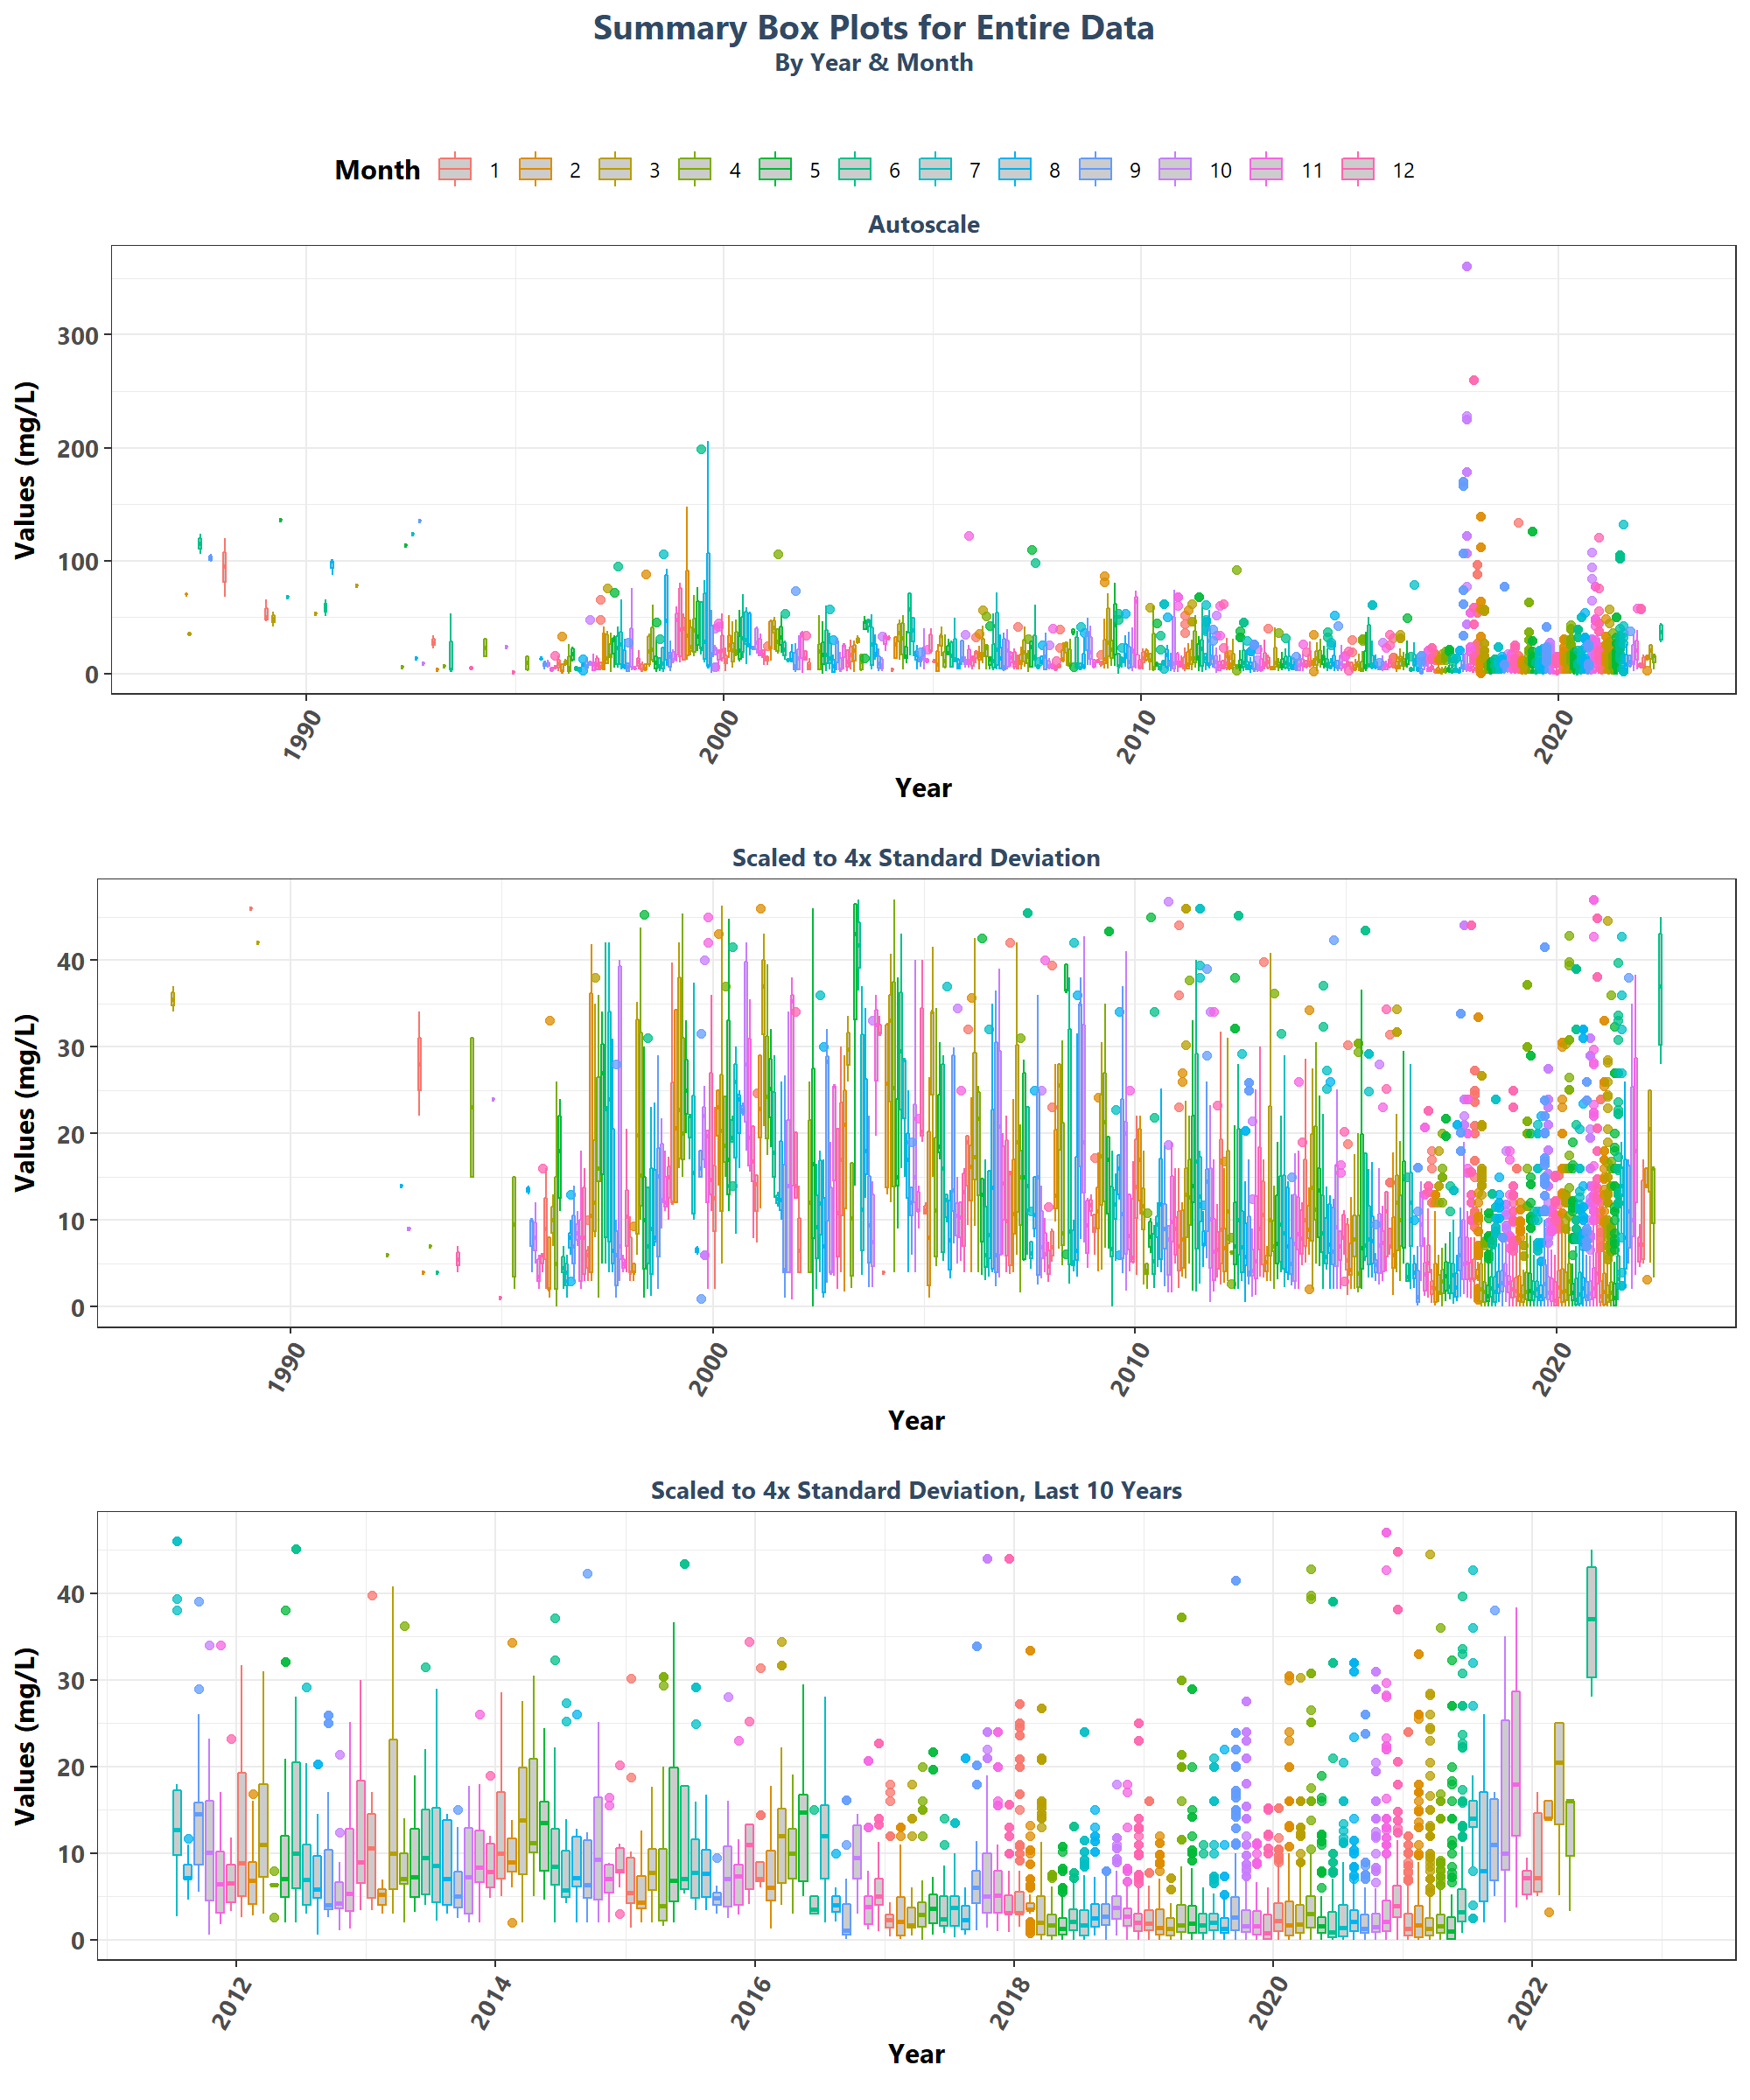 Summary Box Plots for Entire Data
By Year & Month
Month 1 2 3 4 5 6 7 8 9 10 11 12
Autoscale
Values (mg/L)
300
200
100
0
1990 2000 2010 2020
Year
Scaled to 4x Standard Deviation
Values (mg/L)
40
30
20
10
0
1990 2000 2010 2020
Year
Scaled to 4x Standard Deviation, Last 10 Years
Values (mg/L)
40
30
20
10
0
2012 2014 2016 2018 2020 2022
Year